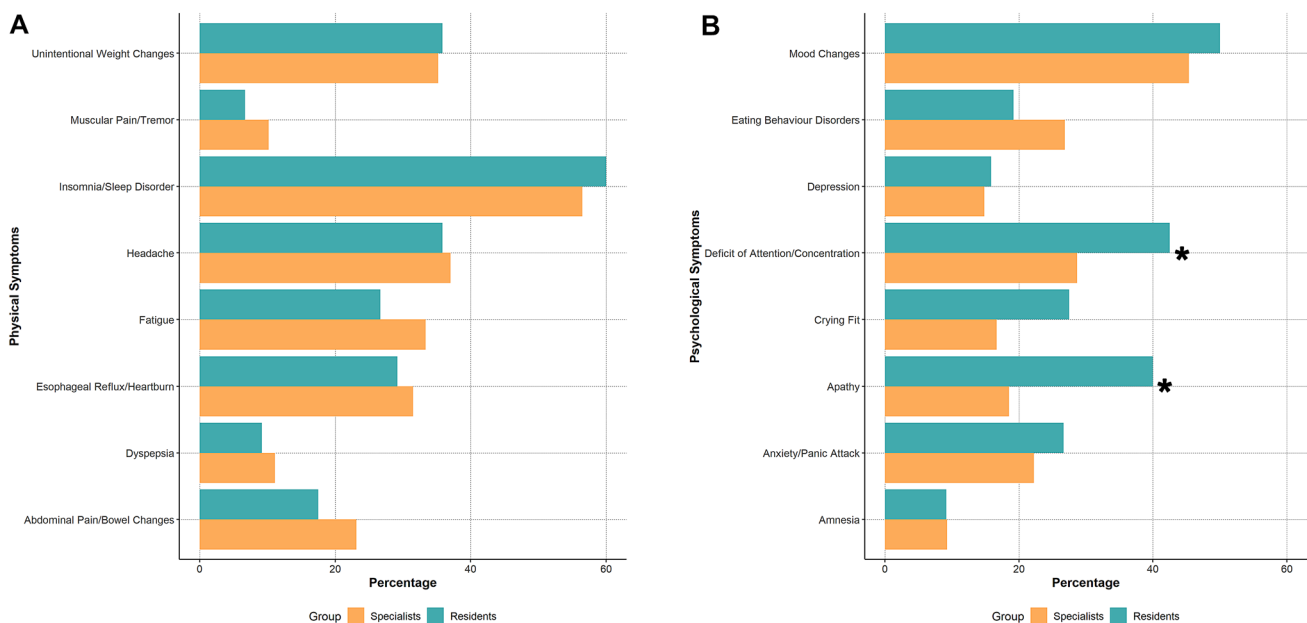 A
Physical Symptoms
Unintentional Weight Changes
Muscular Pain/Tremor
Insomnia/Sleep Disorder
Headache
Fatigue
Esophageal Reflux/Heartburn
Dyspepsia
Abdominal Pain/Bowel Changes
0 20 40 60
Percentage
Group Specialists Residents
B
Psychological Symptoms
Mood Changes
Eating Behaviour Disorders
Depression
Deficit of Attention/Concentration
*
Crying Fit
Apathy
*
Anxiety/Panic Attack
Amnesia
0 20 40 60
Percentage
Group Specialists Residents